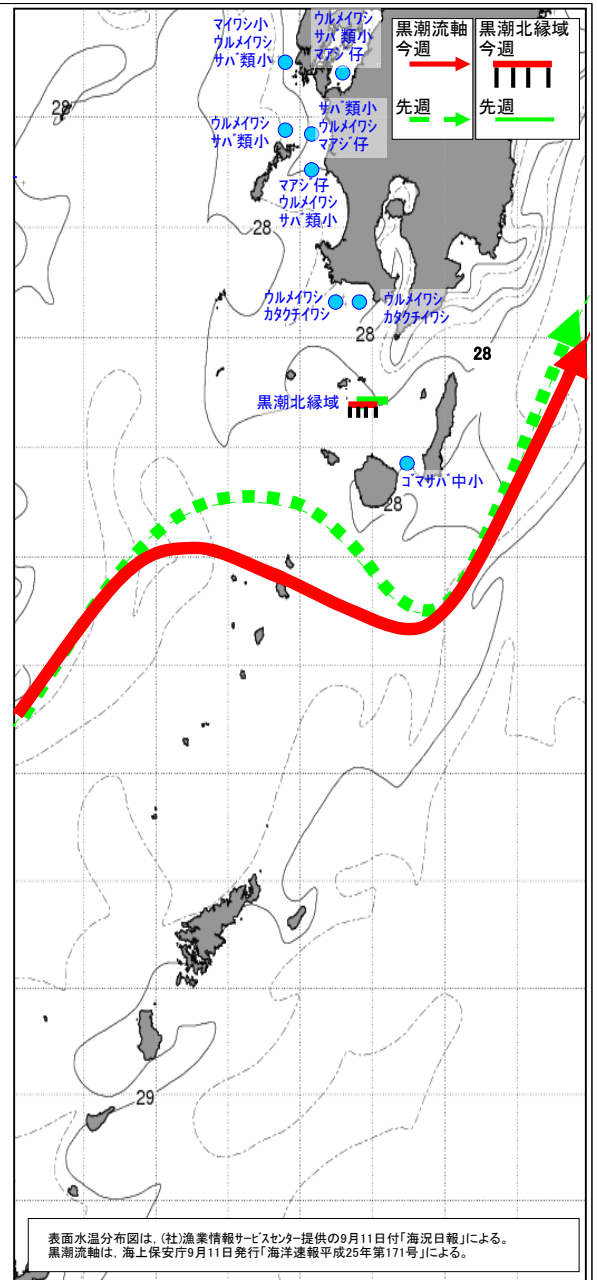 マイワシ小
ウルメイワシ
サバ類小
ウルメイワシ
サバ類小
マアジ仔
黒潮流軸
今週
先週
黒潮北縁域
今週
先週
28
ウルメイワシ
サバ類小
サバ類小
ウルメイワシ
マアジ仔
マアジ仔
ウルメイワシ
サバ類小
28
ウルメイワシ
カタクチイワシ
ウルメイワシ
カタクチイワシ
28
28
黒潮北縁域
ゴマサバ中小
28
29
表面水温分布図は，(社)漁業情報サービスセンター提供の9月11日付「海況日報」による。
黒潮流軸は，海上保安庁9月11日発行「海洋速報平成25年第171号」による。